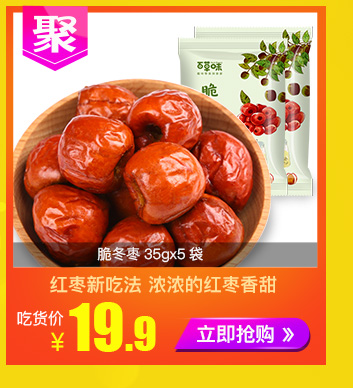 聚
百草味
脆
脆冬枣 35gx5 袋
红枣新吃法 浓浓的红枣香甜
吃货价
¥19.9
立即抢购 »